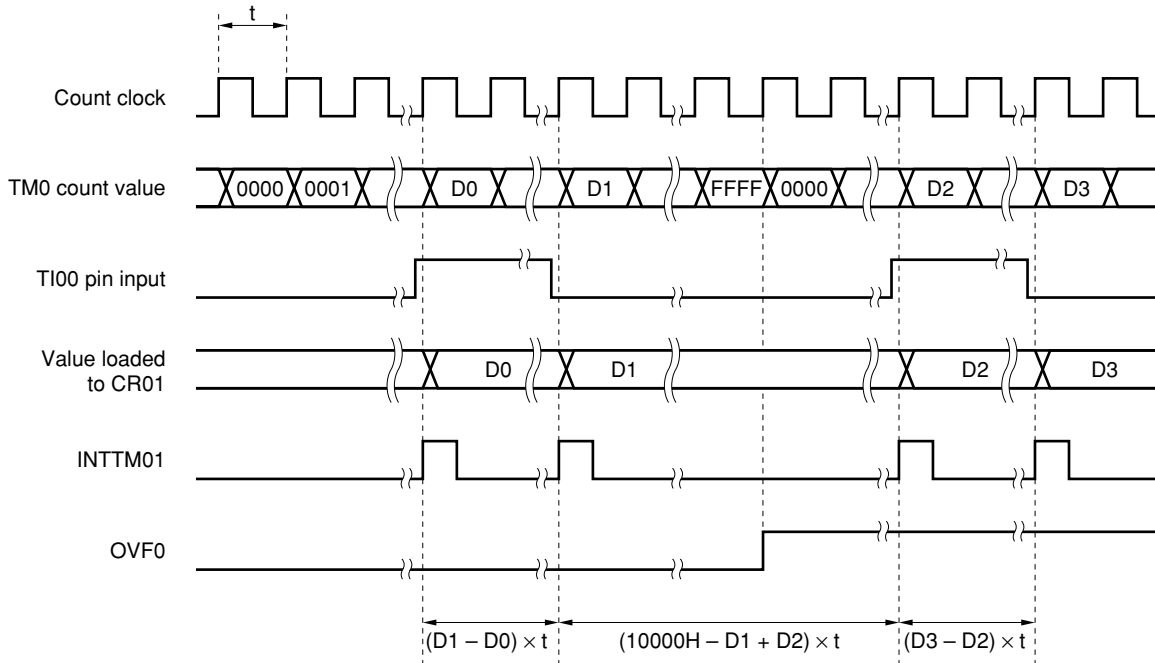 t
Count clock
TM0 count value
0000 0001 D0 D1 FFFF 0000 D2 D3
TI00 pin input
Value loaded
to CR01
D0 D1 D2 D3
INTTM01
OVF0
(D1 – D0) × t (10000H – D1 + D2) × t (D3 – D2) × t